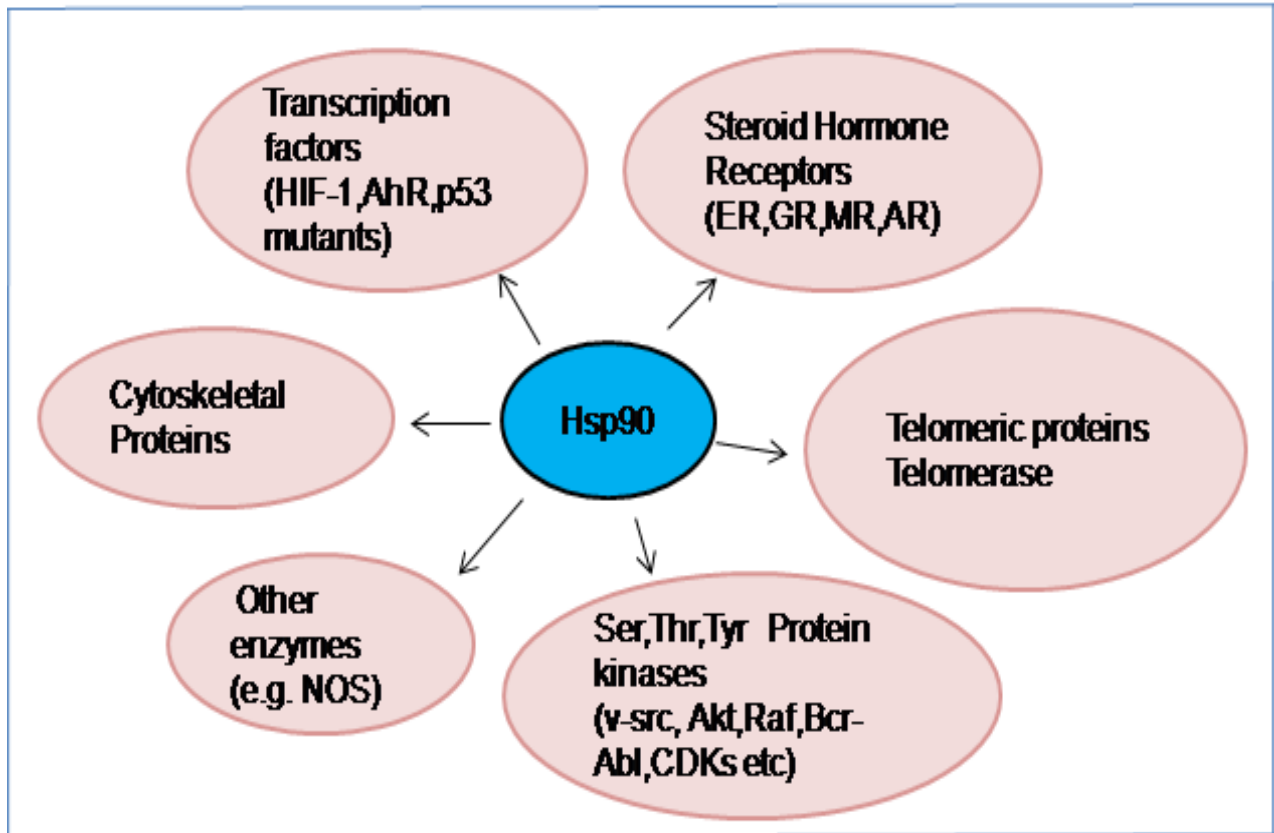 Transcription
factors
(HIF-1,AhR,p53
mutants)
Steroid Hormone
Receptors
(ER,GR,MR,AR)
Cytoskeletal
Proteins
Hsp90
Telomeric proteins
Telomerase
Other
enzymes
(e.g. NOS)
Ser,Thr,Tyr Protein
kinases
(v-src, Akt,Raf,Bcr-
Abl,CDKs etc)